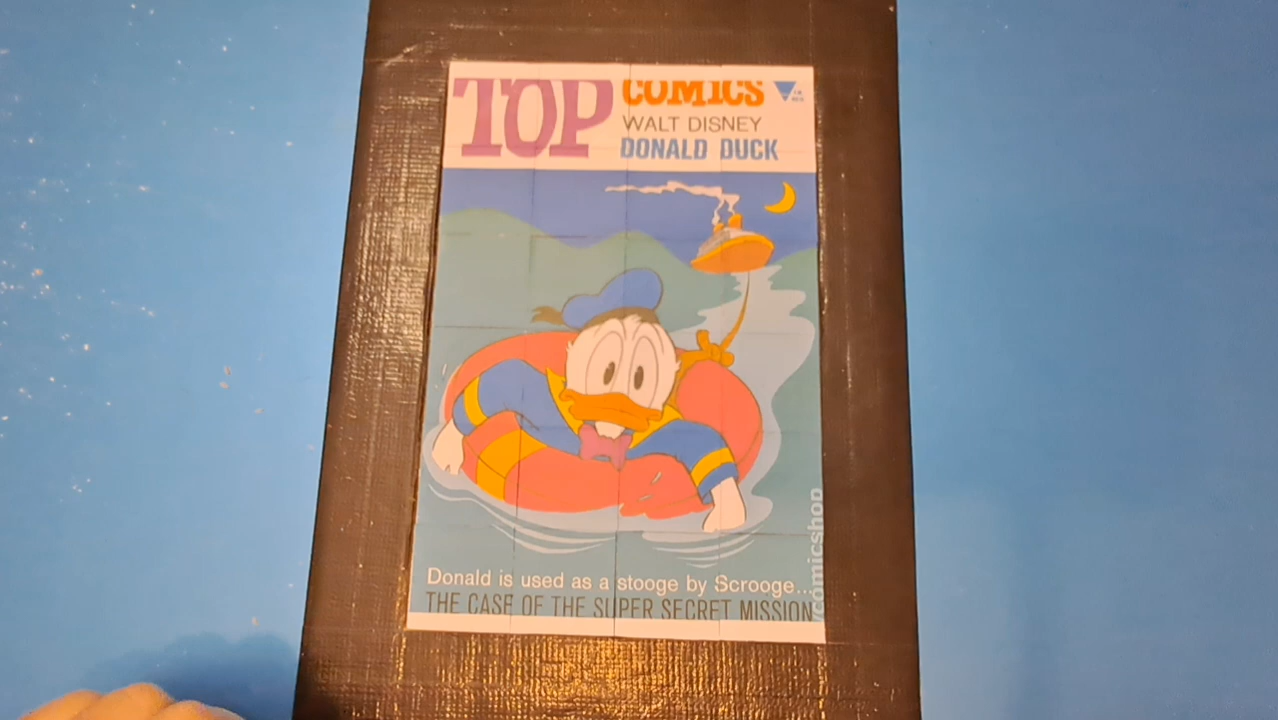 TOP
COMICS
WALT DISNEY
DONALD DUCK
Donald is used as a stooge by Scrooge...
THE CASE OF THE SUPER SECRET MISSION
comicshop